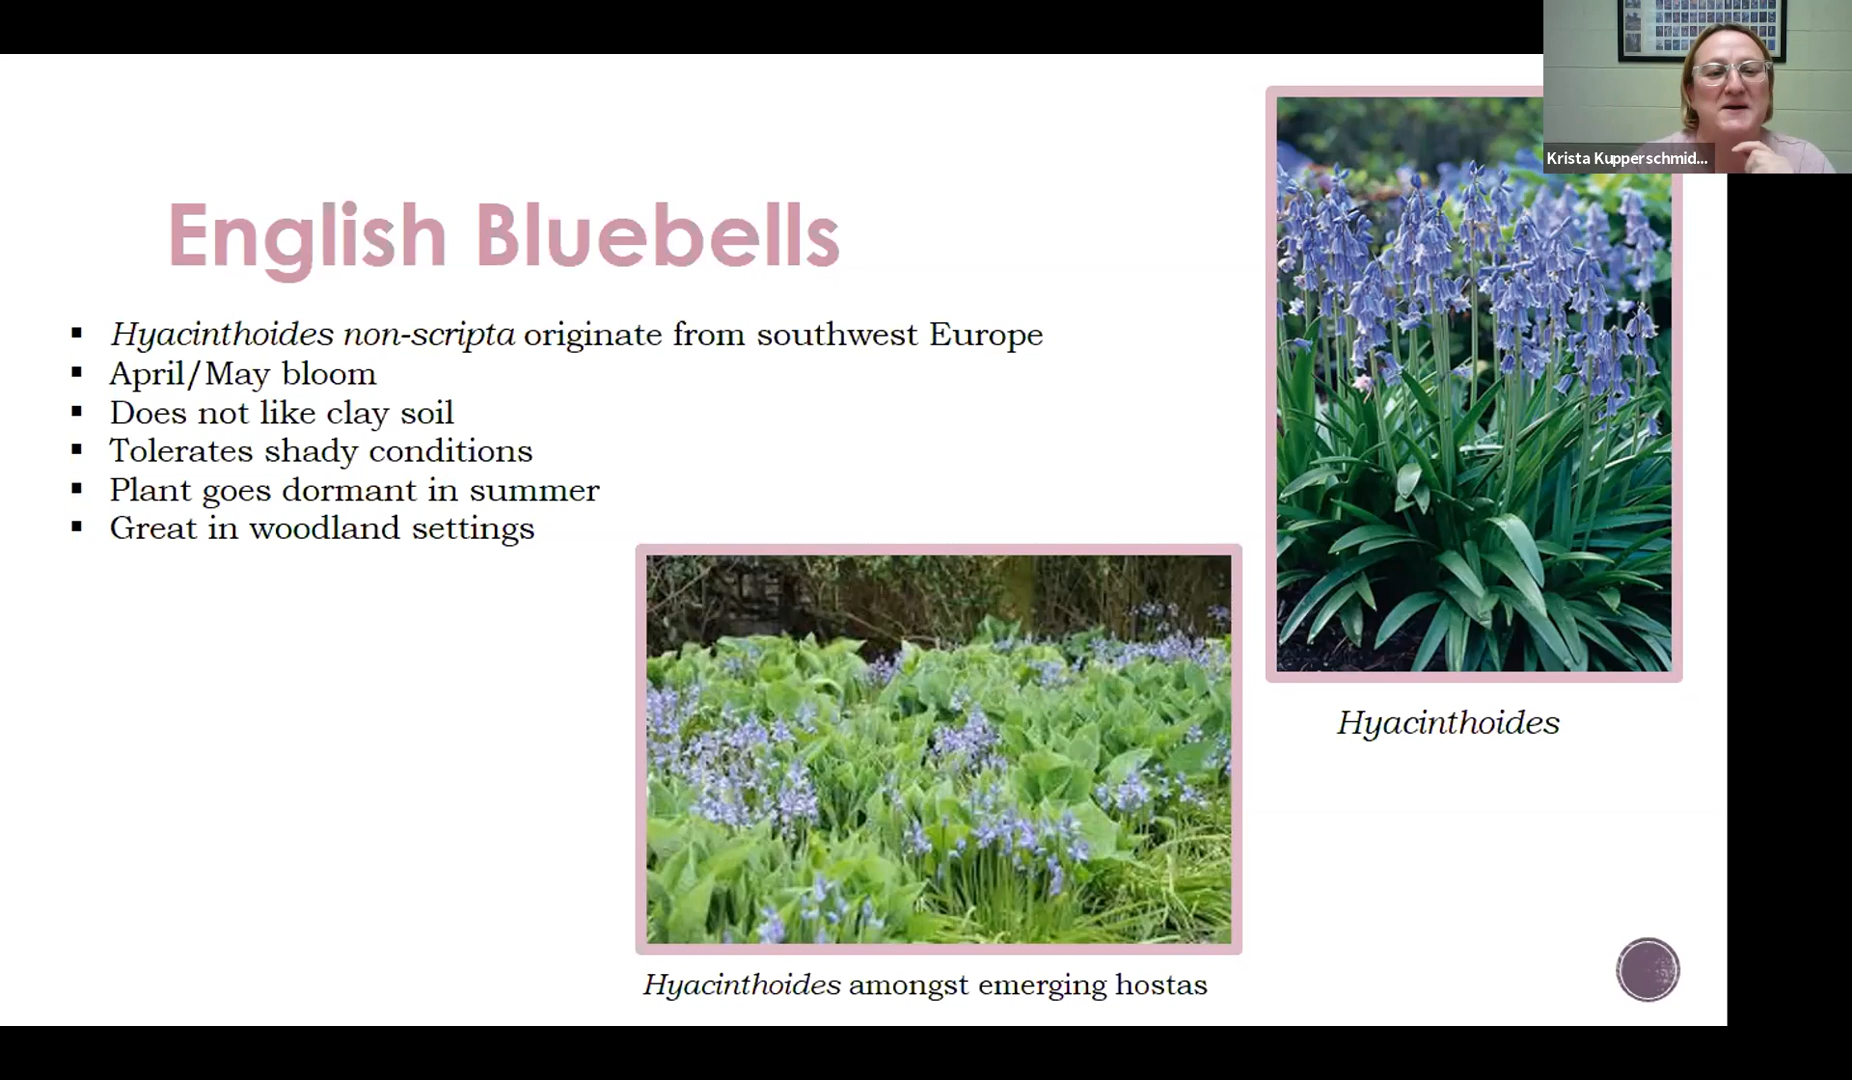 Krista Kupperschmid...
English Bluebells
▪ Hyacinthoides non-scripta originate from southwest Europe
▪ April/May bloom
▪ Does not like clay soil
▪ Tolerates shady conditions
▪ Plant goes dormant in summer
▪ Great in woodland settings
Hyacinthoides
Hyacinthoides amongst emerging hostas